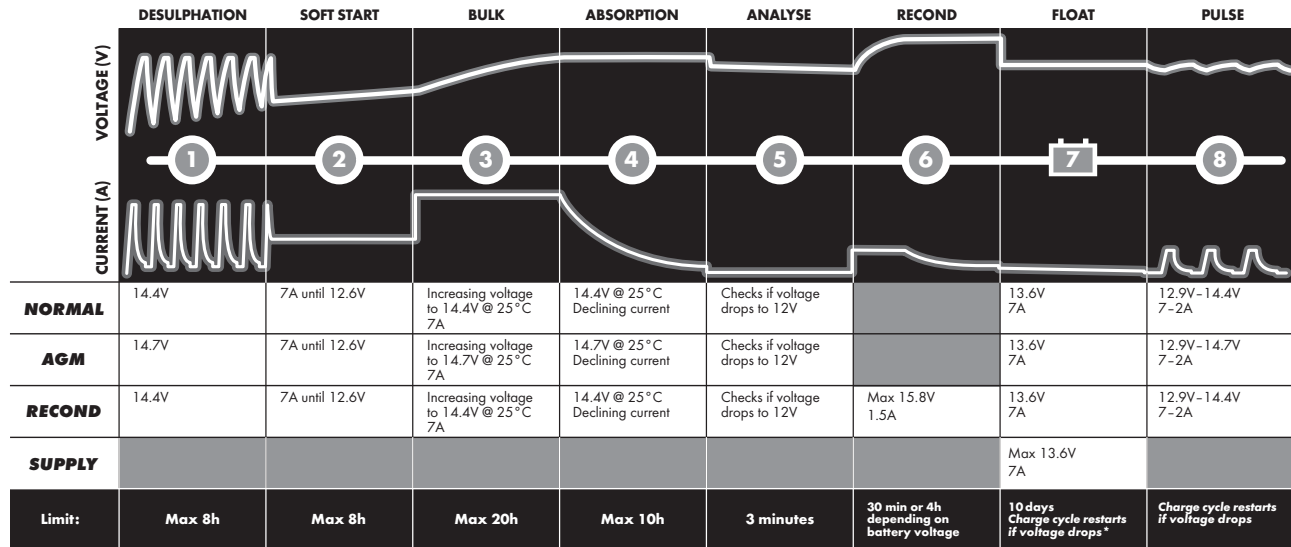 DESULPHATION SOFT START BULK ABSORPTION ANALYSE RECOND FLOAT PULSE
VOLTAGE (V)
1 2 3 4 5 6 7 8
CURRENT (A)
NORMAL
14.4V
7A until 12.6V
Increasing voltage
to 14.4V @ 25°C
7A
14.4V @ 25°C
Declining current
Checks if voltage
drops to 12V
13.6V
7A
12.9V–14.4V
7–2A
AGM
14.7V
7A until 12.6V
Increasing voltage
to 14.7V @ 25°C
7A
14.7V @ 25°C
Declining current
Checks if voltage
drops to 12V
13.6V
7A
12.9V–14.7V
7–2A
RECOND
14.4V
7A until 12.6V
Increasing voltage
to 14.4V @ 25°C
7A
14.4V @ 25°C
Declining current
Checks if voltage
drops to 12V
Max 15.8V
1.5A
13.6V
7A
12.9V–14.4V
7–2A
SUPPLY
Max 13.6V
7A
Limit:
Max 8h
Max 8h
Max 20h
Max 10h
3 minutes
30 min or 4h
depending on
battery voltage
10 days
Charge cycle restarts
if voltage drops*
Charge cycle restarts
if voltage drops